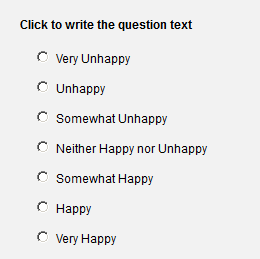 Click to write the question text
Very Unhappy
Unhappy
Somewhat Unhappy
Neither Happy nor Unhappy
Somewhat Happy
Happy
Very Happy